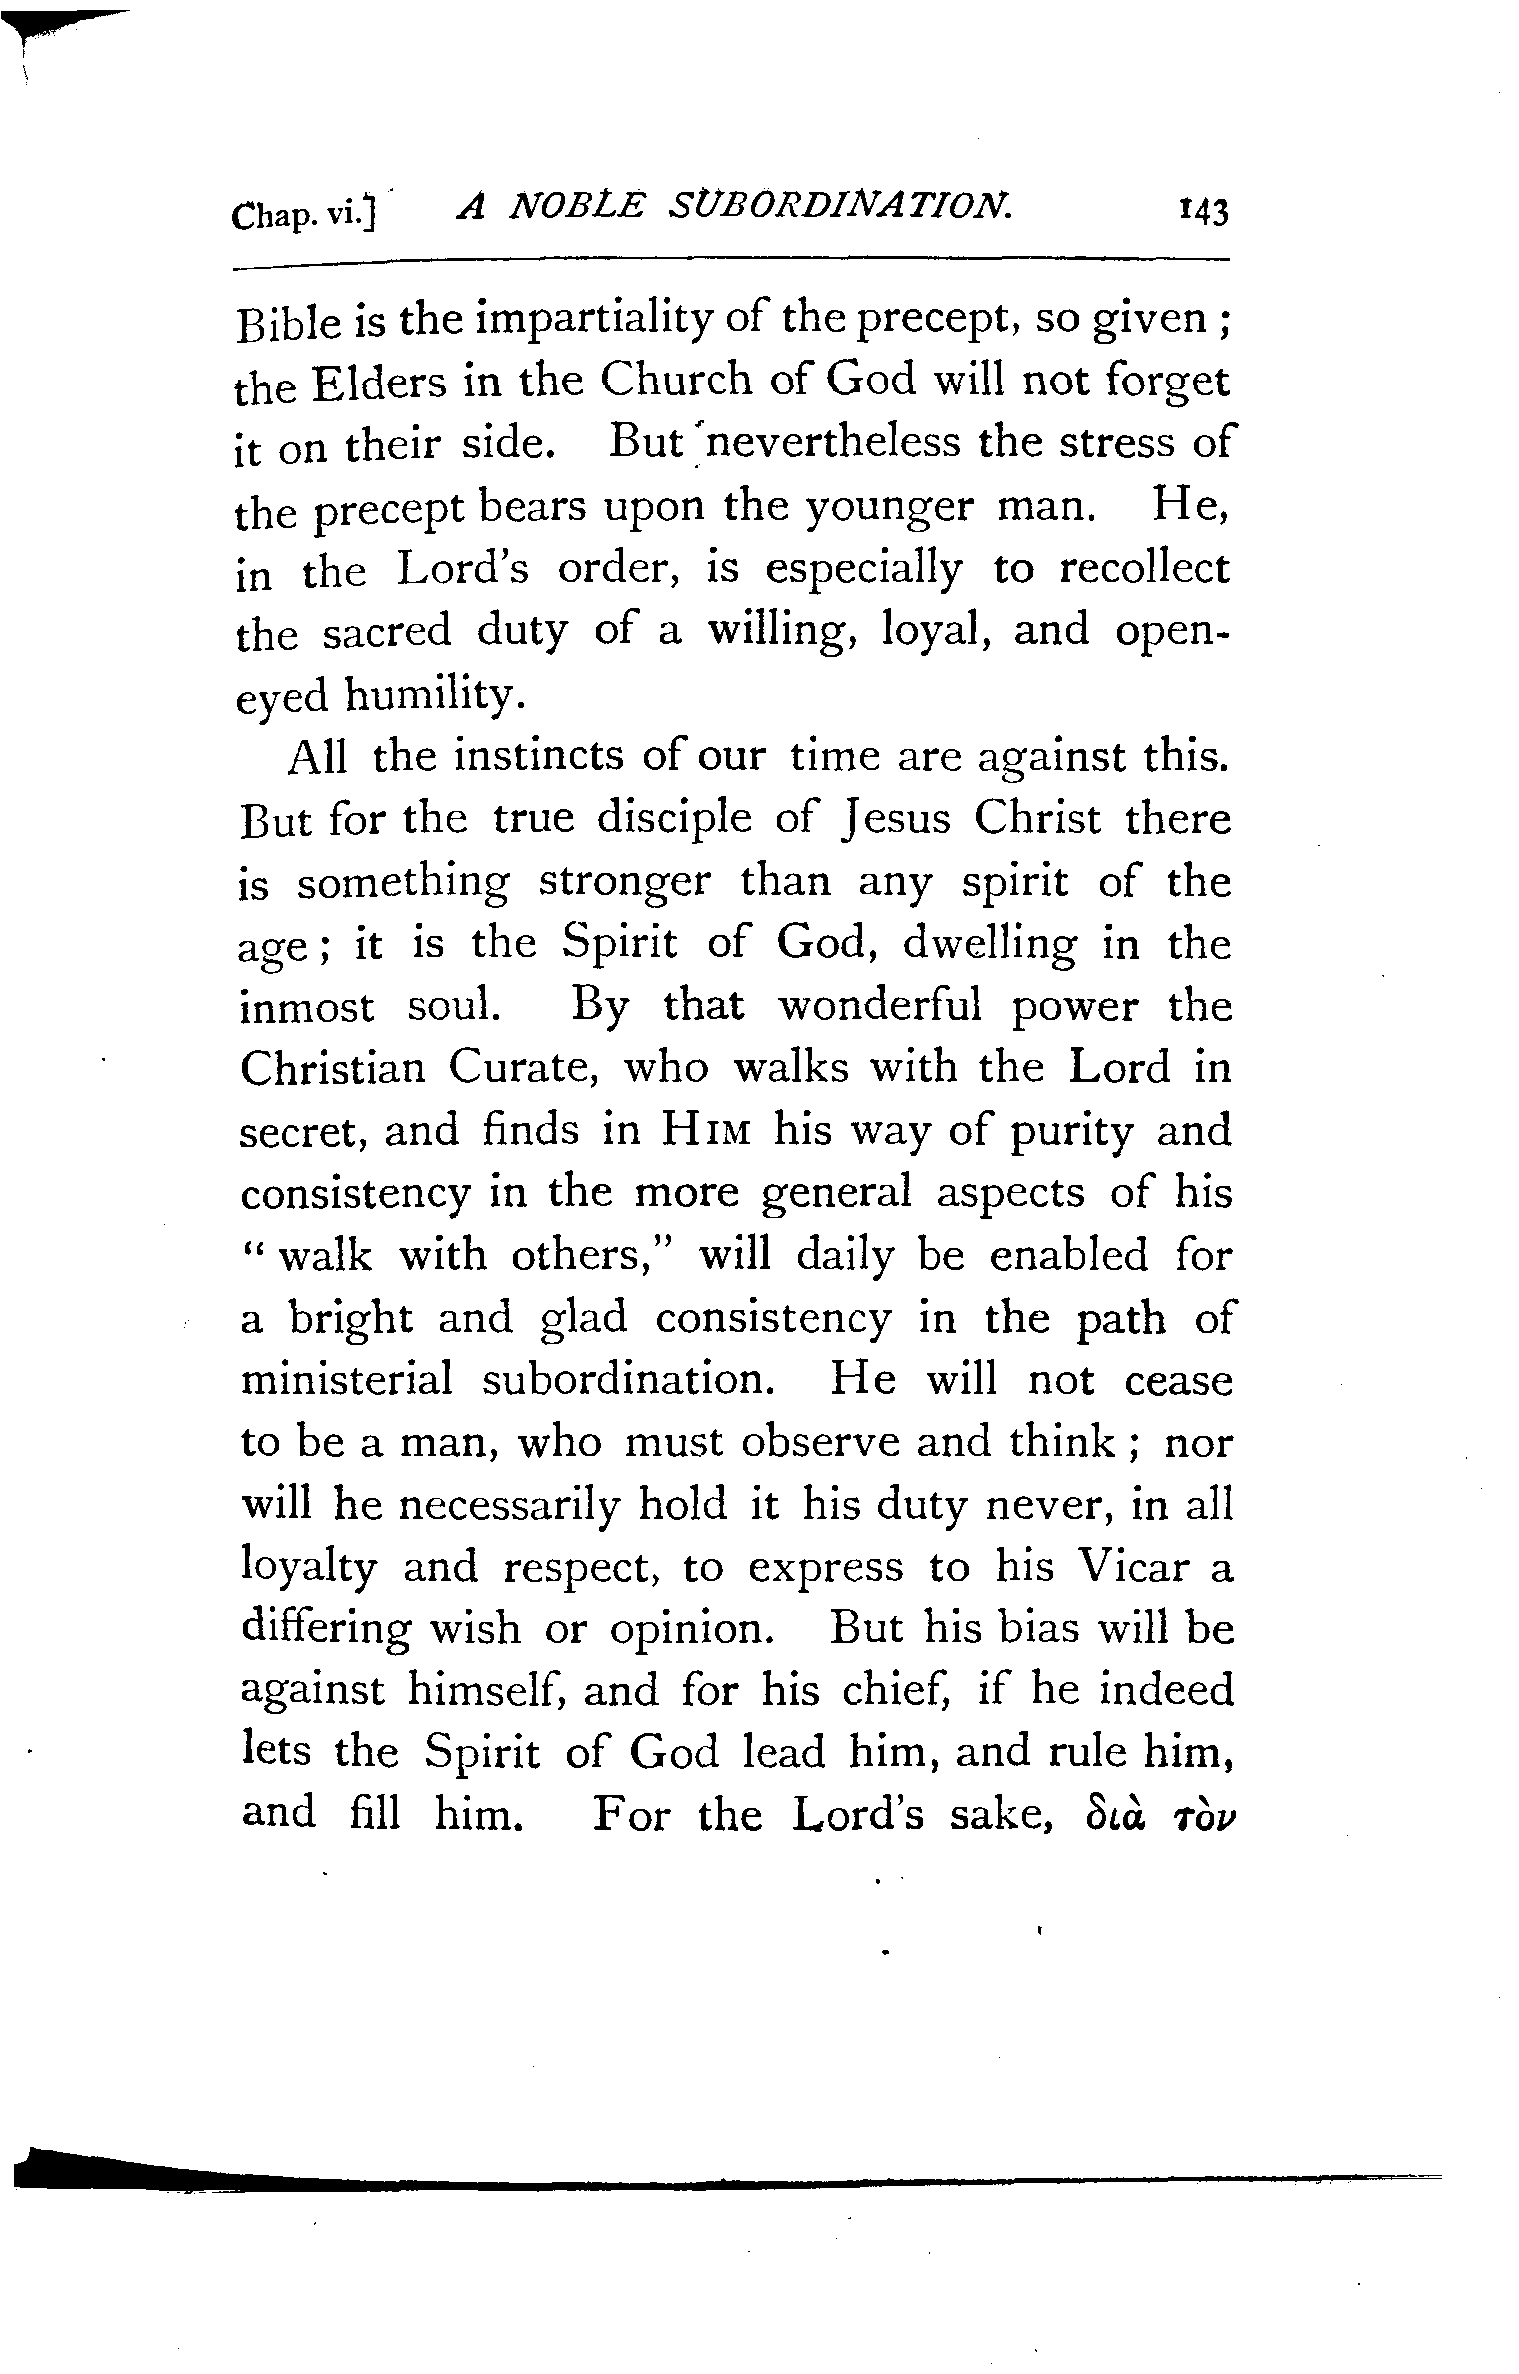 Chap. vi.] A NOBLE SUBORDINATION. 143
Bible is the impartiality of the precept, so given ;
the Elders in the Church of God will not forget
it on their side. But nevertheless the stress of
the precept bears upon the younger man. He,
in the Lord's order, is especially to recollect
the sacred duty of a willing, loyal, and open-
eyed humility.
All the instincts of our time are against this.
But for the true disciple of Jesus Christ there
is something stronger than any spirit of the
age ; it is the Spirit of God, dwelling in the
inmost soul. By that wonderful power the
Christian Curate, who walks with the Lord in
secret, and finds in HIM his way of purity and
consistency in the more general aspects of his
“ walk with others,” will daily be enabled for
a bright and glad consistency in the path of
ministerial subordination. He will not cease
to be a man, who must observe and think ; nor
will he necessarily hold it his duty never, in all
loyalty and respect, to express to his Vicar a
differing wish or opinion. But his bias will be
against himself, and for his chief, if he indeed
lets the Spirit of God lead him, and rule him,
and fill him. For the Lord's sake, διὰ τὸν